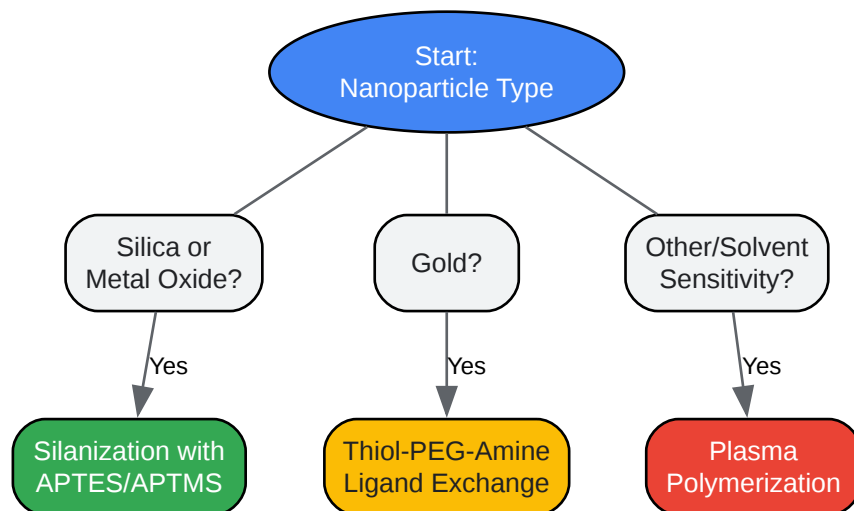 Start:
Nanoparticle Type
Silica or
Metal Oxide?
Gold?
Other/Solvent
Sensitivity?
Yes
Yes
Yes
Silanization with
APTES/APTMS
Thiol-PEG-Amine
Ligand Exchange
Plasma
Polymerization